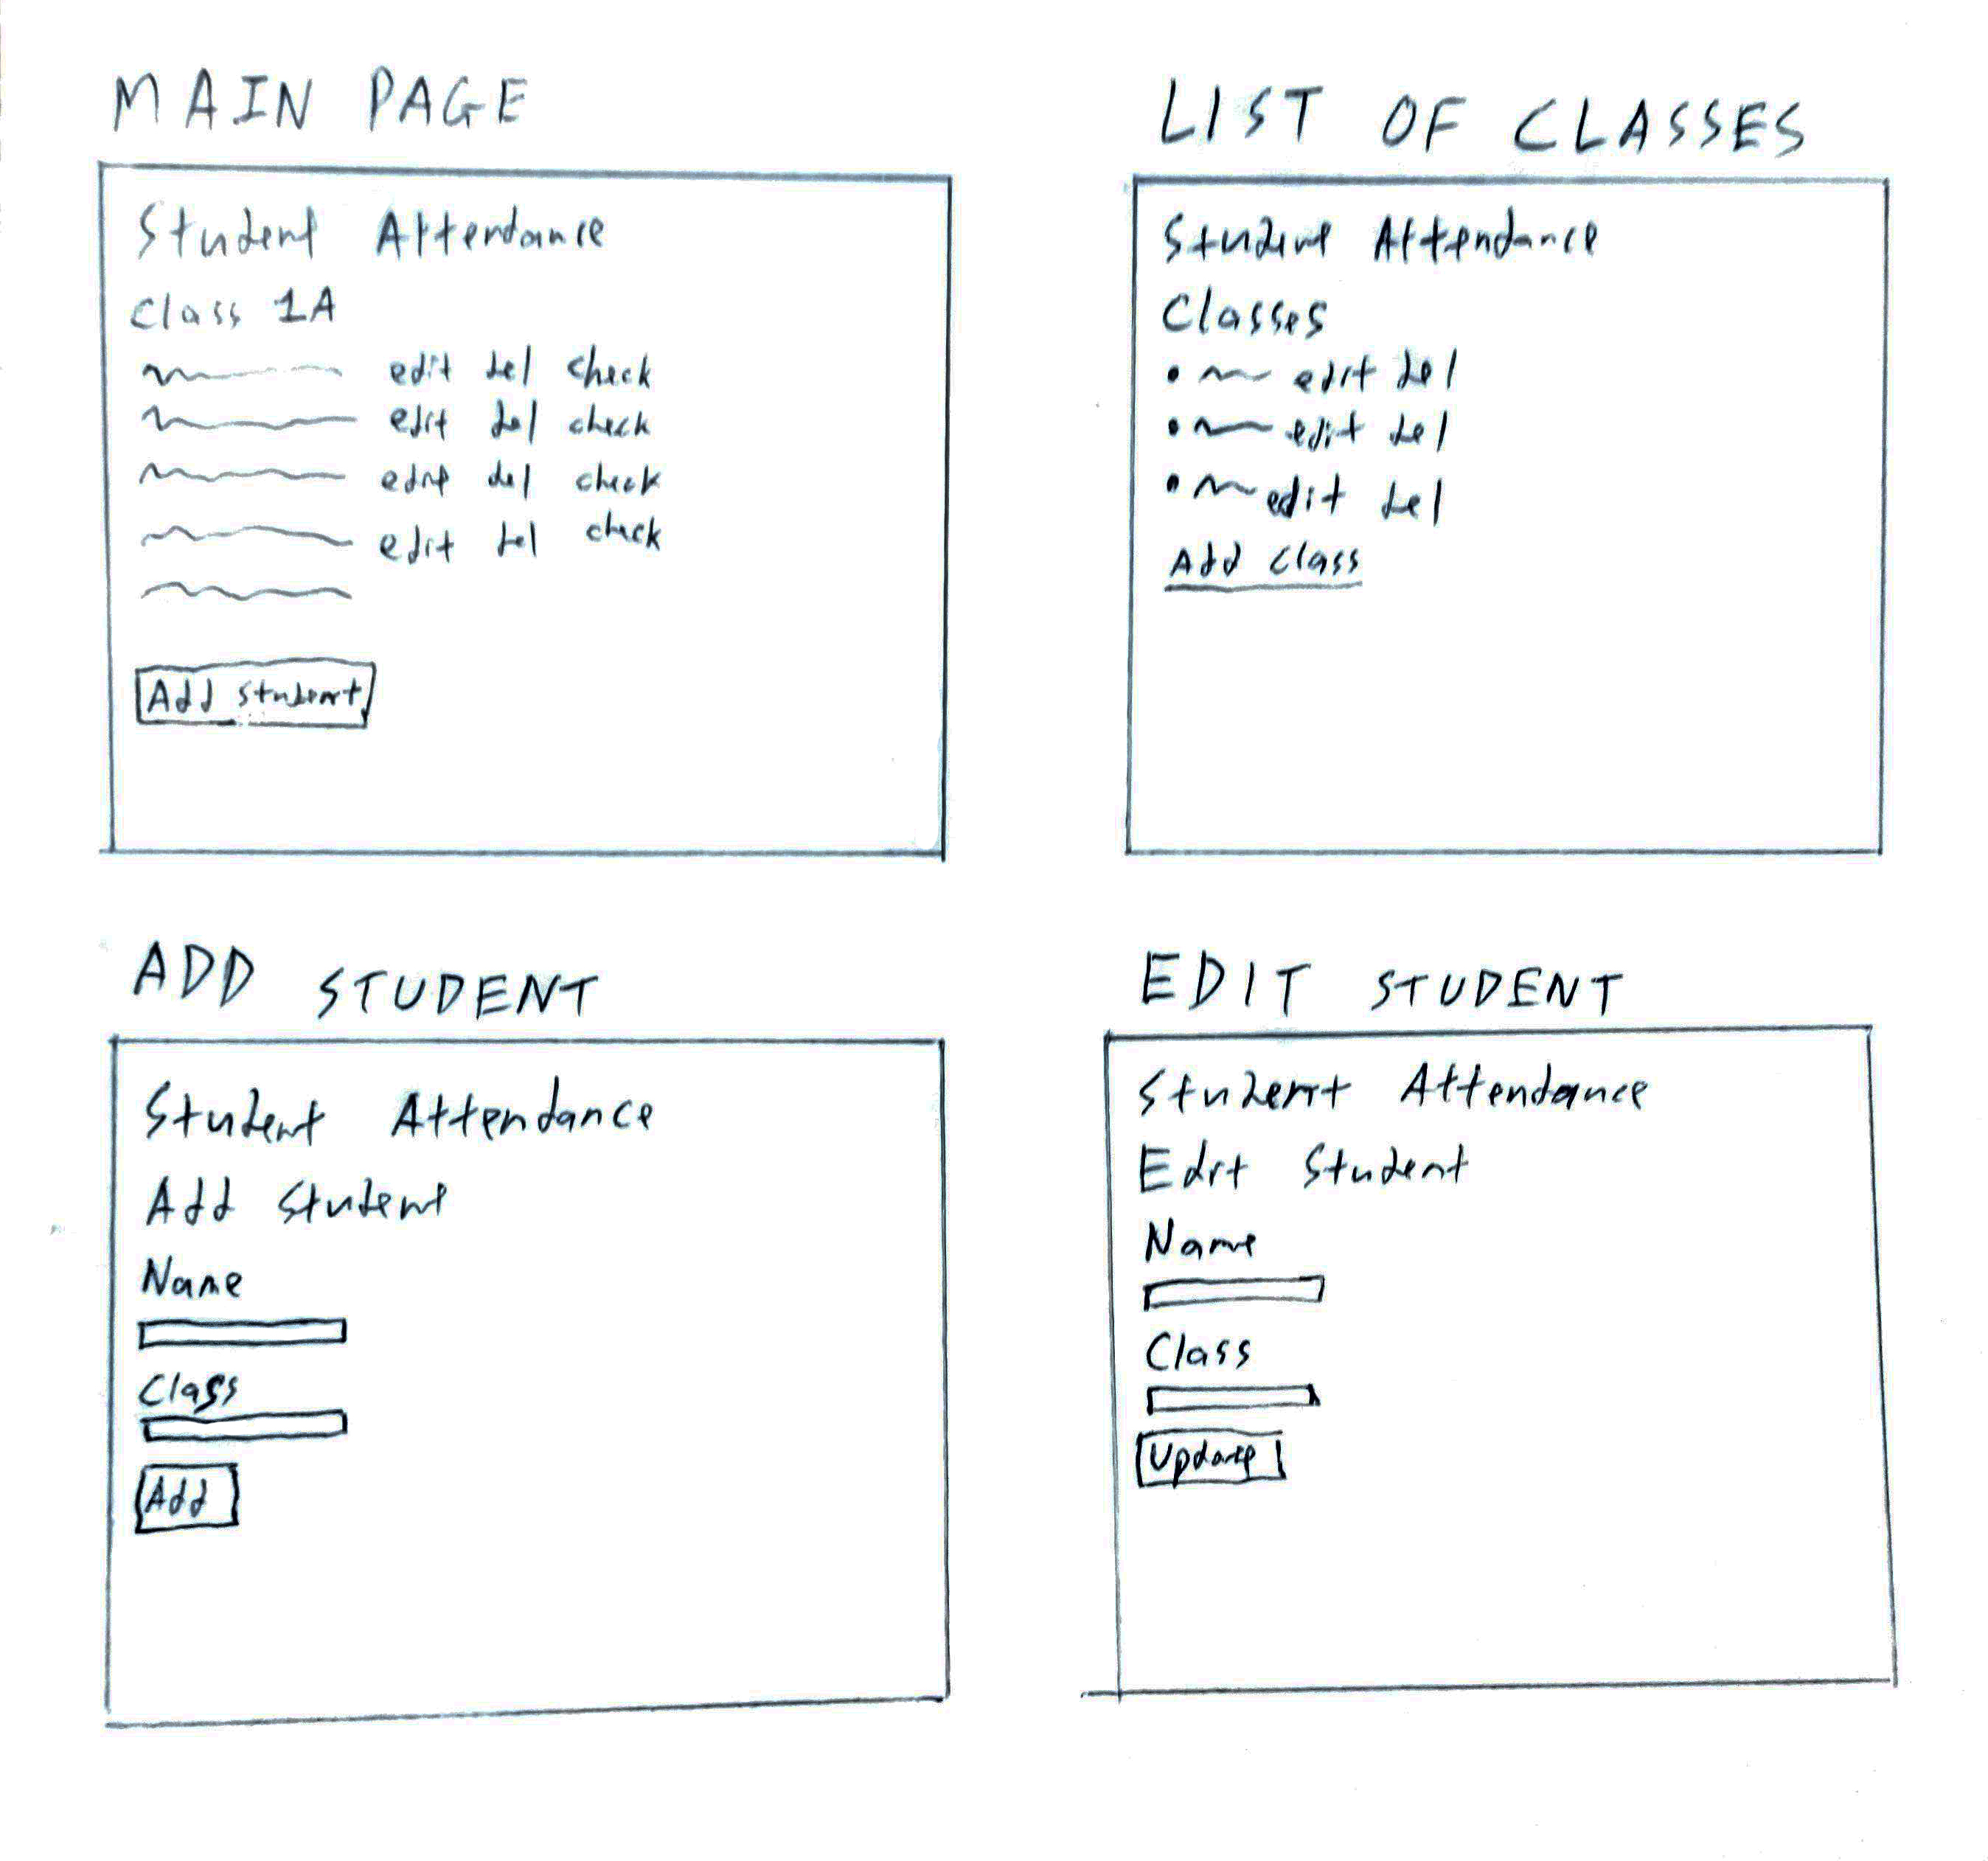 MAIN PAGE
Student Attendance
Class 1A
edit del check
edit del check
edit del check
edit del check
Add student
LIST OF CLASSES
Student Attendance
Classes
• edit del
• edit del
• edit del
Add Class
ADD STUDENT
Student Attendance
Add Student
Name
Class
Add
EDIT STUDENT
Student Attendance
Edit Student
Name
Class
Update